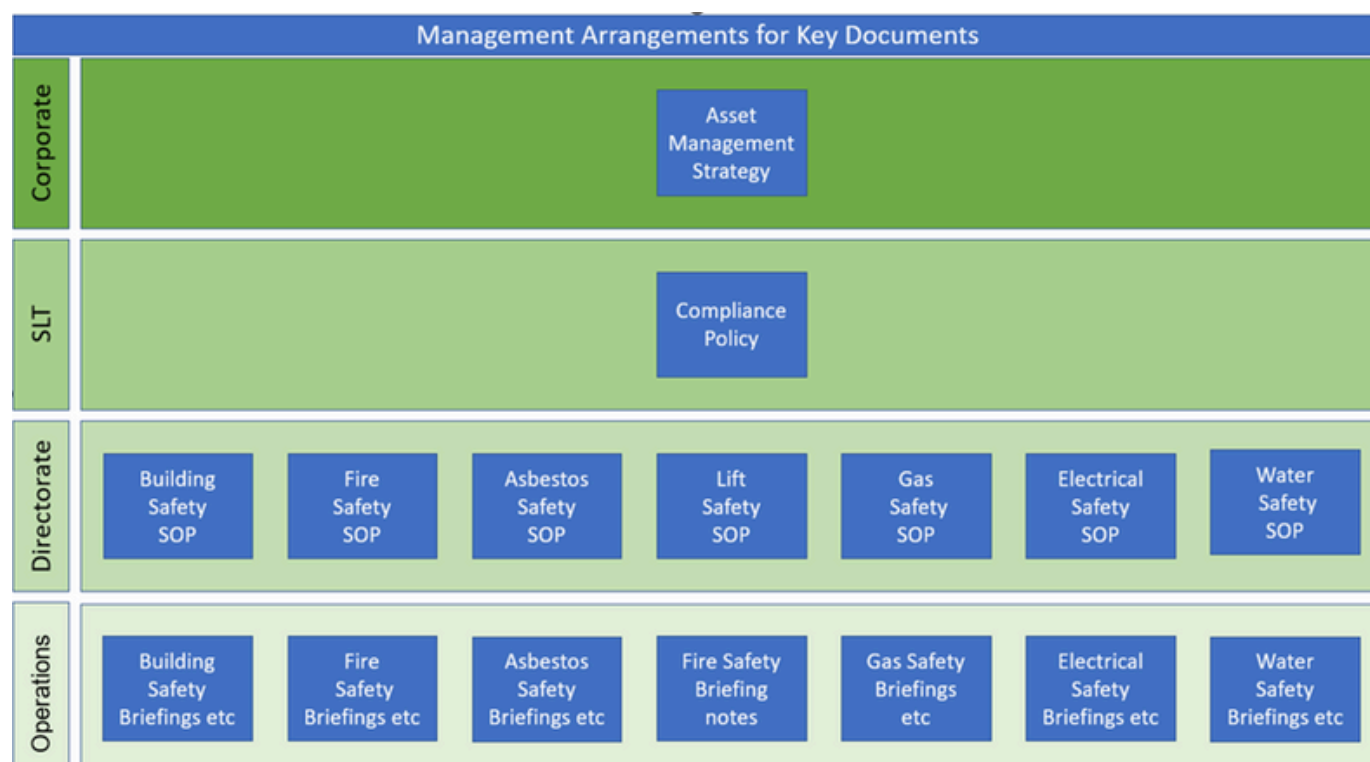 Management Arrangements for Key Documents
Corporate
Asset
Management
Strategy
SLT
Compliance
Policy
Directorate
Building
Safety
SOP
Fire
Safety
SOP
Asbestos
Safety
SOP
Lift
Safety
SOP
Gas
Safety
SOP
Electrical
Safety
SOP
Water
Safety
SOP
Operations
Building
Safety
Briefings etc
Fire
Safety
Briefings etc
Asbestos
Safety
Briefings etc
Fire Safety
Briefing
notes
Gas Safety
Briefings
etc
Electrical
Safety
Briefings etc
Water
Safety
Briefings etc